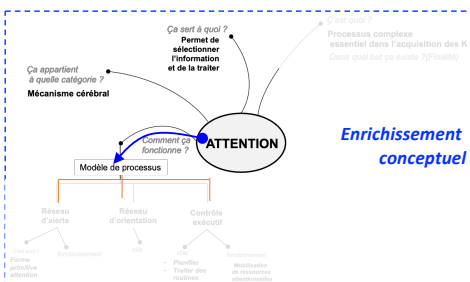 C'est quoi ?
Processus complexe
essentiel dans l'acquisition des K
Dans quel but ça existe ?(Finalité)
Ça sert à quoi ?
Permet de
sélectionner
l'information
et de la traiter
Ça appartient
à quelle catégorie ?
Mécanisme cérébral
Comment ça
fonctionne ?
ATTENTION
Enrichissement
conceptuel
Modèle de processus
Réseau
d'alerte
Réseau
d'orientation
Contrôle
exécutif
C'est quoi ?
Forme
primitive
attention
fonctionnement
rôle
rôle
• Planifier
• Traiter des
routines
fonctionnement
Mobilisation
de ressources
attentionnelles